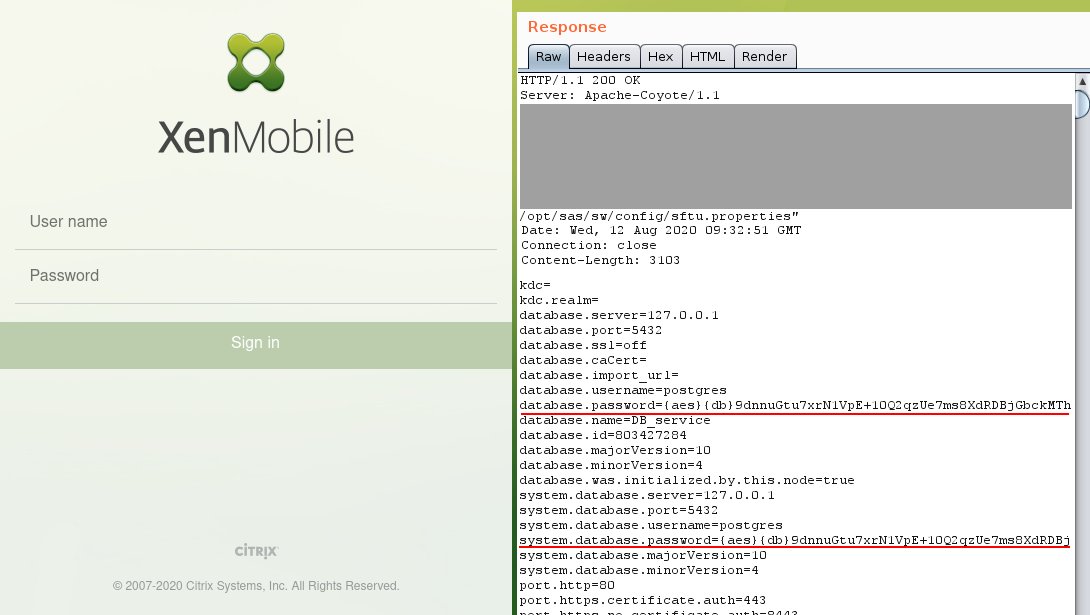 XenMobile
User name
Password
Sign in
CITRIX
© 2007-2020 Citrix Systems, Inc. All Rights Reserved.
Response
Raw Headers Hex HTML Render
HTTP/1.1 200 OK
Server: Apache-Coyote/1.1
/opt/sas/sw/config/sftu.properties"
Date: Wed, 12 Aug 2020 09:32:51 GMT
Connection: close
Content-Length: 3103
kdc=
kdc.realm=
database.server=127.0.0.1
database.port=5432
database.ssl=off
database.caCert=
database.import_url=
database.username=postgres
database.password={aes}{db}9dnnuGtu7xrN1VpE+10Q2qzUe7ms8XdRDBjGbckMTh
database.name=DB_service
database.id=803427284
database.majorVersion=10
database.minorVersion=4
database.was.initialized.by.this.node=true
system.database.server=127.0.0.1
system.database.port=5432
system.database.username=postgres
system.database.password={aes}{db}9dnnuGtu7xrN1VpE+10Q2qzUe7ms8XdRDBj
system.database.majorVersion=10
system.database.minorVersion=4
port.http=80
port.https.certificate.auth=443
port.https.no.certificate.auth=8443